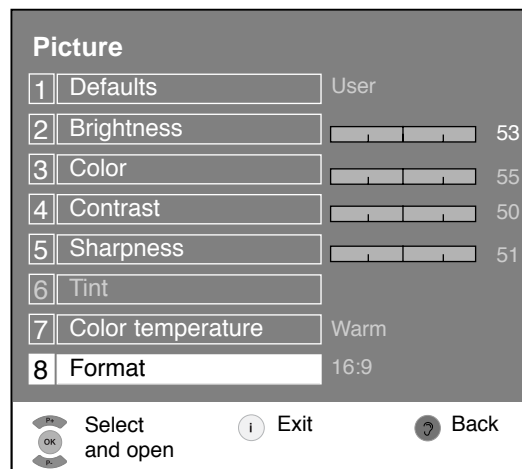 Picture
1 Defaults User
2 Brightness 53
3 Color 55
4 Contrast 50
5 Sharpness 51
6 Tint
7 Color temperature Warm
8 Format 16:9
P+
OK
P-
Select
and open
i Exit
Back